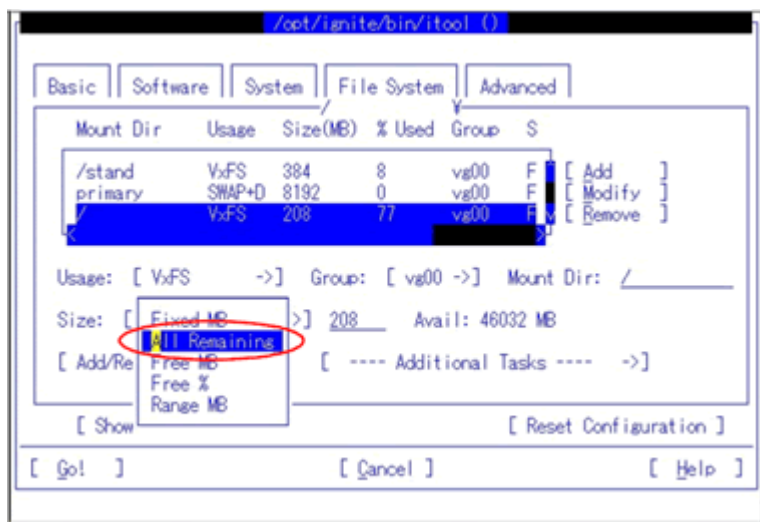 /opt/ignite/bin/itool ()
Basic Software System File System Advanced
Mount Dir Usage Size(MB) % Used Group S
/stand VxFS 384 8 vg00 F [ Add ]
primary SWAP+D 8192 0 vg00 F [ Modify ]
/ VxFS 208 77 vg00 F v [ Remove ]
< >
Usage: [ VxFS ->] Group: [ vg00 ->] Mount Dir: /
Size: [ Fixed MB >] 208 Avail: 46032 MB
All Remaining
[ Add/Re Free MB [ ---- Additional Tasks ---- ->]
Free %
Range MB
[ Show [ Reset Configuration ]
[ Go! ] [ Cancel ] [ Help ]